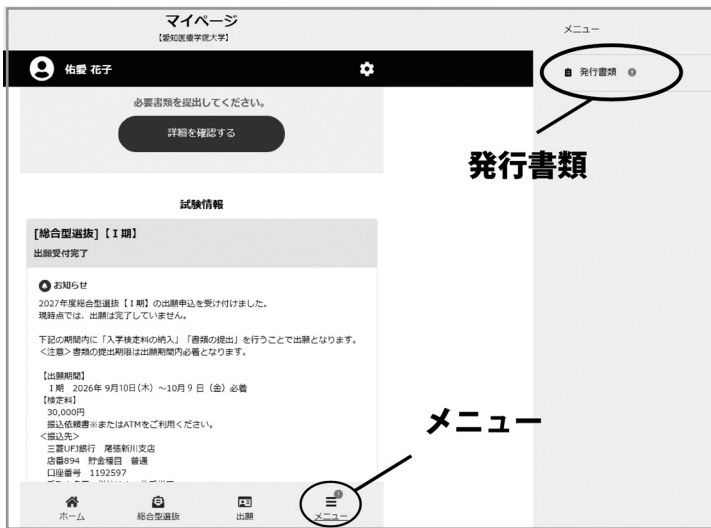 マイページ
【愛知医療学院大学】
佑愛 花子
必要書類を提出してください。
詳細を確認する
試験情報
[総合型選抜]【Ⅰ期】
出願受付完了
お知らせ
2027年度総合型選抜【Ⅰ期】の出願申込を受け付けました。
現時点では、出願は完了していません。
下記の期間内に「入学検定料の納入」「書類の提出」を行うことで出願となります。
＜注意＞書類の提出期限は出願期間内必着となります。
【出願期間】
Ⅰ期　2026年 9月10日(木) ～10月 9 日（金）必着
【検定料】
30,000円
振込依頼書※またはATMをご利用ください。
＜振込先＞
三菱UFJ銀行　尾張新川支店
店番894　貯金種目　普通
口座番号　1192597
ホーム
総合型選抜
出願
メニュー
メニュー
メニュー
発行書類
発行書類